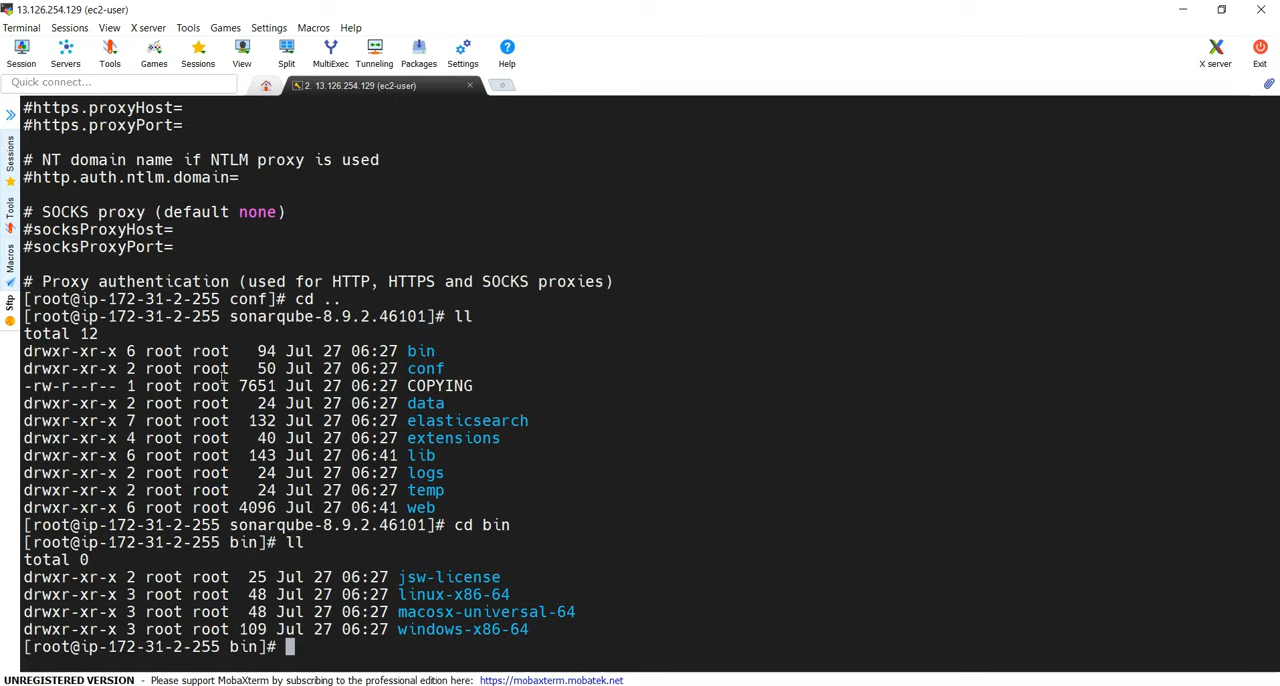 13.126.254.129 (ec2-user)
Terminal Sessions View X server Tools Games Settings Macros Help
Session Servers Tools Games Sessions View Split MultiExec Tunneling Packages Settings Help X server Exit
Quick connect...
2. 13.126.254.129 (ec2-user)
Sessions
Tools
Macros
Sftp
#https.proxyHost=
#https.proxyPort=
# NT domain name if NTLM proxy is used
#http.auth.ntlm.domain=
# SOCKS proxy (default none)
#socksProxyHost=
#socksProxyPort=
# Proxy authentication (used for HTTP, HTTPS and SOCKS proxies)
[root@ip-172-31-2-255 conf]# cd ..
[root@ip-172-31-2-255 sonarqube-8.9.2.46101]# ll
total 12
drwxr-xr-x 6 root root   94 Jul 27 06:27 bin
drwxr-xr-x 2 root root   50 Jul 27 06:27 conf
-rw-r--r-- 1 root root 7651 Jul 27 06:27 COPYING
drwxr-xr-x 2 root root   24 Jul 27 06:27 data
drwxr-xr-x 7 root root  132 Jul 27 06:27 elasticsearch
drwxr-xr-x 4 root root   40 Jul 27 06:27 extensions
drwxr-xr-x 6 root root  143 Jul 27 06:41 lib
drwxr-xr-x 2 root root   24 Jul 27 06:27 logs
drwxr-xr-x 2 root root   24 Jul 27 06:27 temp
drwxr-xr-x 6 root root 4096 Jul 27 06:41 web
[root@ip-172-31-2-255 sonarqube-8.9.2.46101]# cd bin
[root@ip-172-31-2-255 bin]# ll
total 0
drwxr-xr-x 2 root root  25 Jul 27 06:27 jsw-license
drwxr-xr-x 3 root root  48 Jul 27 06:27 linux-x86-64
drwxr-xr-x 3 root root  48 Jul 27 06:27 macosx-universal-64
drwxr-xr-x 3 root root 109 Jul 27 06:27 windows-x86-64
[root@ip-172-31-2-255 bin]#
UNREGISTERED VERSION - Please support MobaXterm by subscribing to the professional edition here: https://mobaxterm.mobatek.net